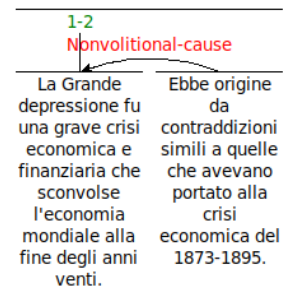 1-2
Nonvolitional-cause
La Grande
depressione fu
una grave crisi
economica e
finanziaria che
sconvolse
l'economia
mondiale alla
fine degli anni
venti.
Ebbe origine
da
contraddizioni
simili a quelle
che avevano
portato alla
crisi
economica del
1873-1895.